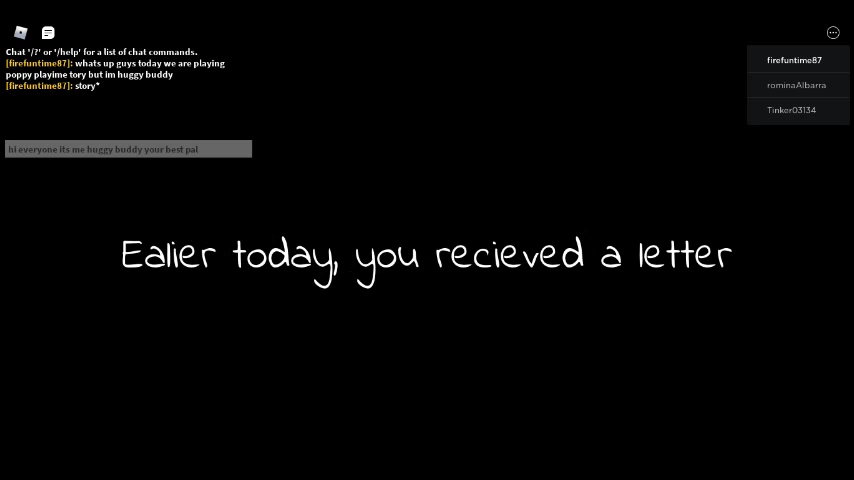 Chat '/?' or '/help' for a list of chat commands.
[firefuntime87]: whats up guys today we are playing
poppy playime tory but im huggy buddy
[firefuntime87]: story*
hi everyone its me huggy buddy your best pal
firefuntime87
rominaAlbarra
Tinker03134
Ealier today, you recieved a letter